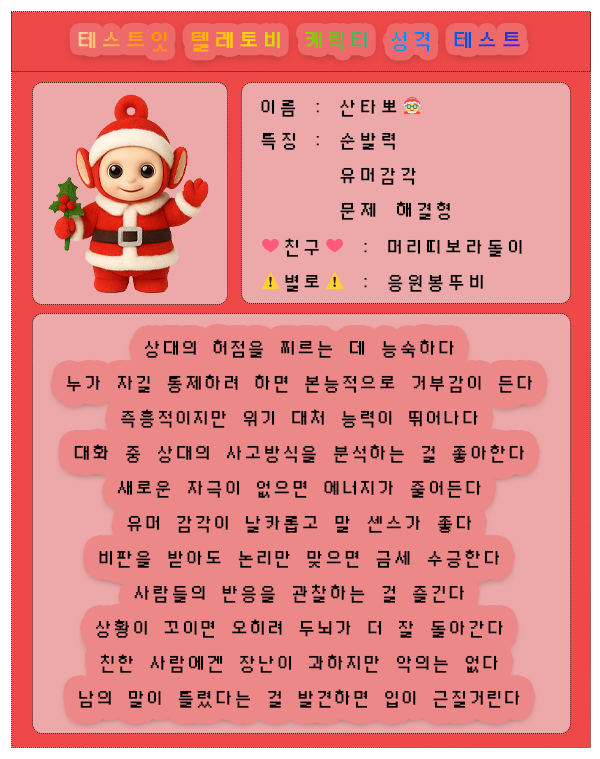 테스트잇 텔레토비 캐릭터 성격 테스트
이름 : 산타뽀🎅
특징 : 순발력
유머감각
문제 해결형
💗친구💗 : 머리띠보라돌이
⚠️별로⚠️ : 응원봉뚜비
상대의 허점을 찌르는 데 능숙하다
누가 자길 통제하려 하면 본능적으로 거부감이 든다
즉흥적이지만 위기 대처 능력이 뛰어나다
대화 중 상대의 사고방식을 분석하는 걸 좋아한다
새로운 자극이 없으면 에너지가 줄어든다
유머 감각이 날카롭고 말 센스가 좋다
비판을 받아도 논리만 맞으면 금세 수긍한다
사람들의 반응을 관찰하는 걸 즐긴다
상황이 꼬이면 오히려 두뇌가 더 잘 돌아간다
친한 사람에겐 장난이 과하지만 악의는 없다
남의 말이 틀렸다는 걸 발견하면 입이 근질거린다